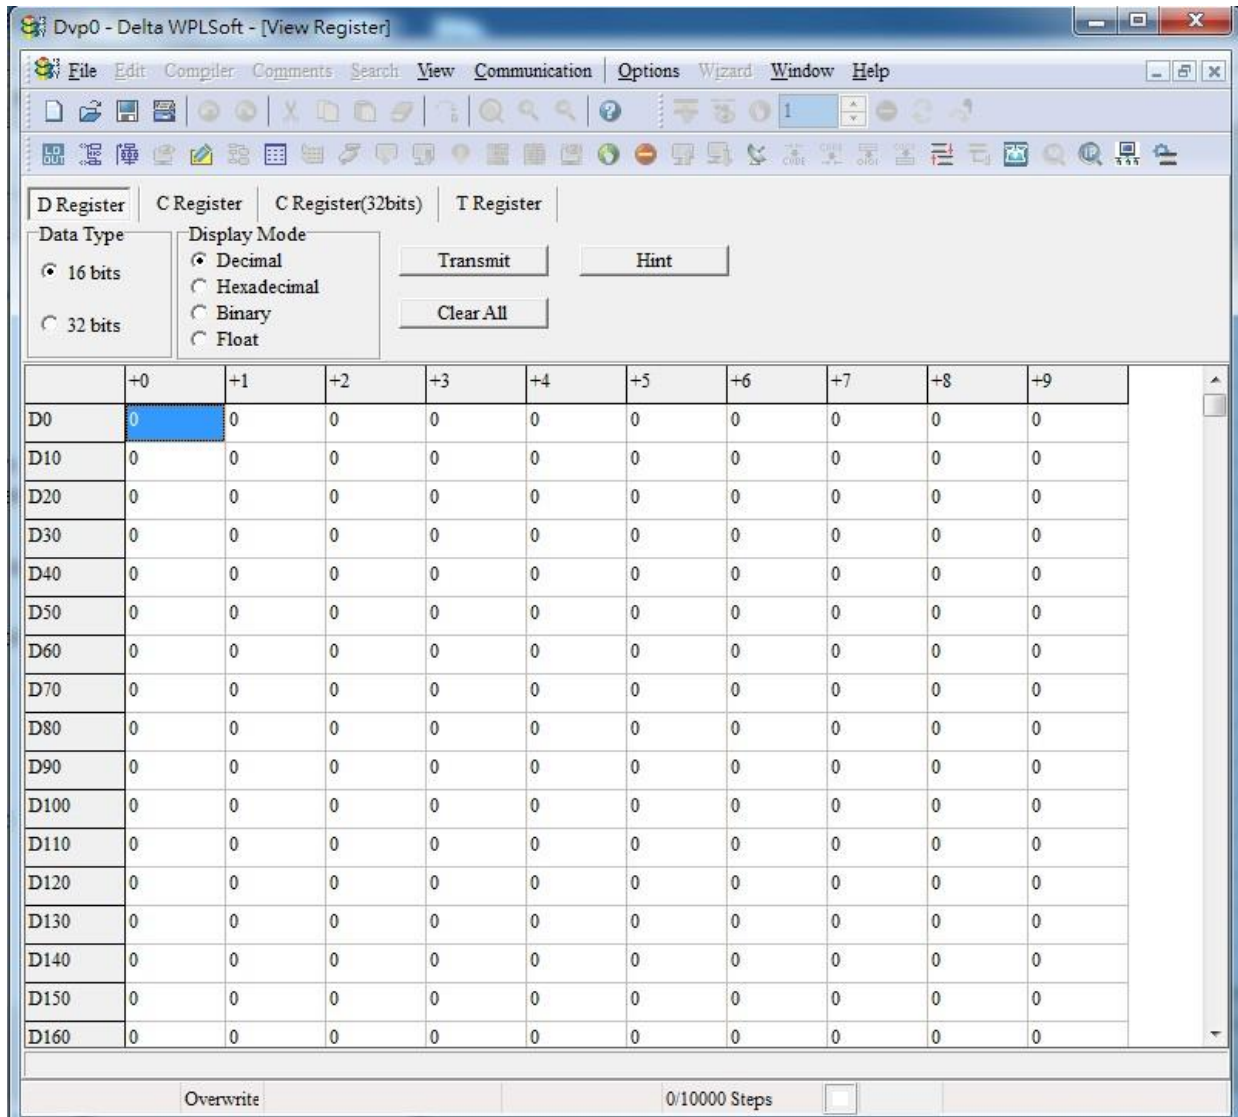 Dvp0 - Delta WPLSoft - [View Register]
File Edit Compiler Comments Search View Communication Options Wizard Window Help
1
D Register C Register C Register(32bits) T Register
Data Type Display Mode
16 bits
32 bits
Decimal
Hexadecimal
Binary
Float
Transmit Hint
Clear All
+0 +1 +2 +3 +4 +5 +6 +7 +8 +9
D0 0 0 0 0 0 0 0 0 0 0
D10 0 0 0 0 0 0 0 0 0 0
D20 0 0 0 0 0 0 0 0 0 0
D30 0 0 0 0 0 0 0 0 0 0
D40 0 0 0 0 0 0 0 0 0 0
D50 0 0 0 0 0 0 0 0 0 0
D60 0 0 0 0 0 0 0 0 0 0
D70 0 0 0 0 0 0 0 0 0 0
D80 0 0 0 0 0 0 0 0 0 0
D90 0 0 0 0 0 0 0 0 0 0
D100 0 0 0 0 0 0 0 0 0 0
D110 0 0 0 0 0 0 0 0 0 0
D120 0 0 0 0 0 0 0 0 0 0
D130 0 0 0 0 0 0 0 0 0 0
D140 0 0 0 0 0 0 0 0 0 0
D150 0 0 0 0 0 0 0 0 0 0
D160 0 0 0 0 0 0 0 0 0 0
Overwrite 0/10000 Steps